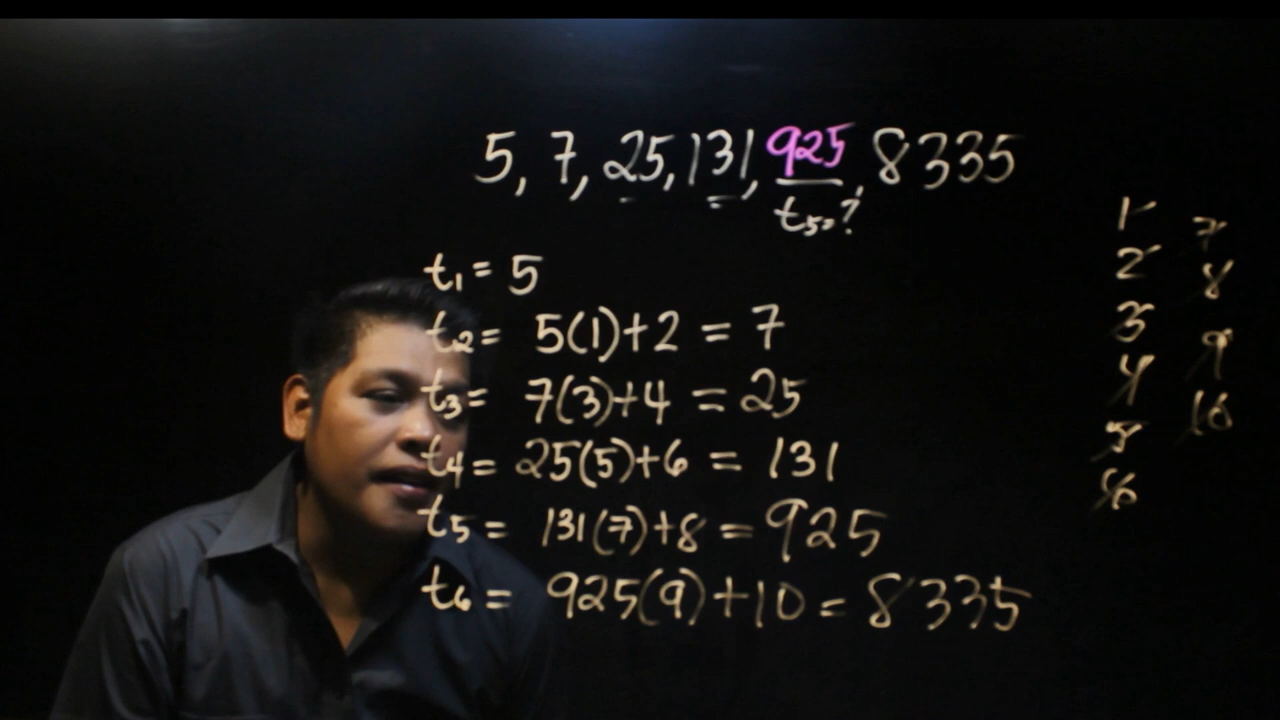 5, 7, 25, 131, 925, 8335
t5=?
t1 = 5
t2 = 5(1)+2 = 7
t3 = 7(3)+4 = 25
t4 = 25(5)+6 = 131
t5 = 131(7)+8 = 925
t6 = 925(9)+10 = 8335
1 7
2 8
3 9
4 10
5
6